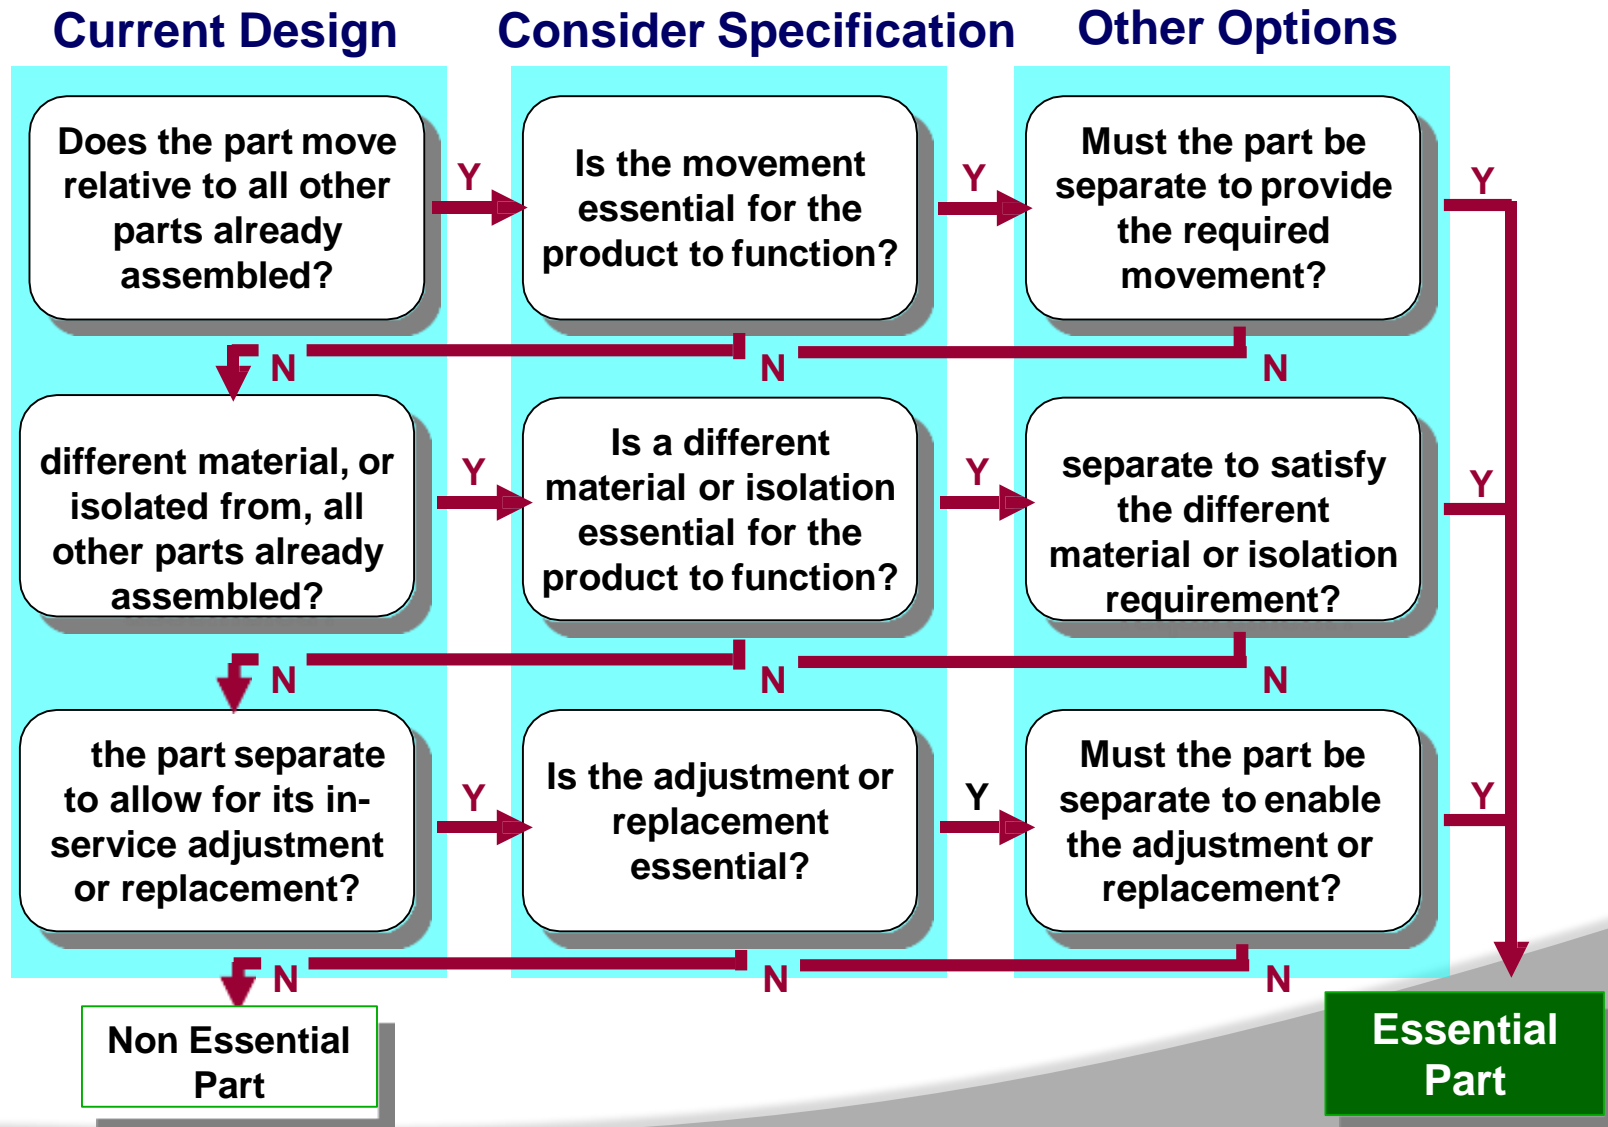 Current Design
Consider Specification
Other Options
Does the part move
relative to all other
parts already
assembled?
Y
Is the movement
essential for the
product to function?
Y
Must the part be
separate to provide
the required
movement?
Y
N
N
N
different material, or
isolated from, all
other parts already
assembled?
Y
Is a different
material or isolation
essential for the
product to function?
Y
separate to satisfy
the different
material or isolation
requirement?
Y
N
N
N
the part separate
to allow for its in-
service adjustment
or replacement?
Y
Is the adjustment or
replacement
essential?
Y
Must the part be
separate to enable
the adjustment or
replacement?
Y
N
N
N
Non Essential
Part
Essential
Part